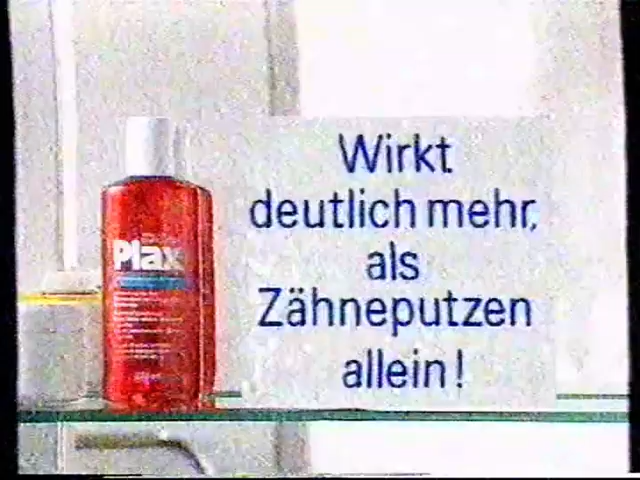 Plax
Wirkt
deutlich mehr,
als
Zähneputzen
allein!